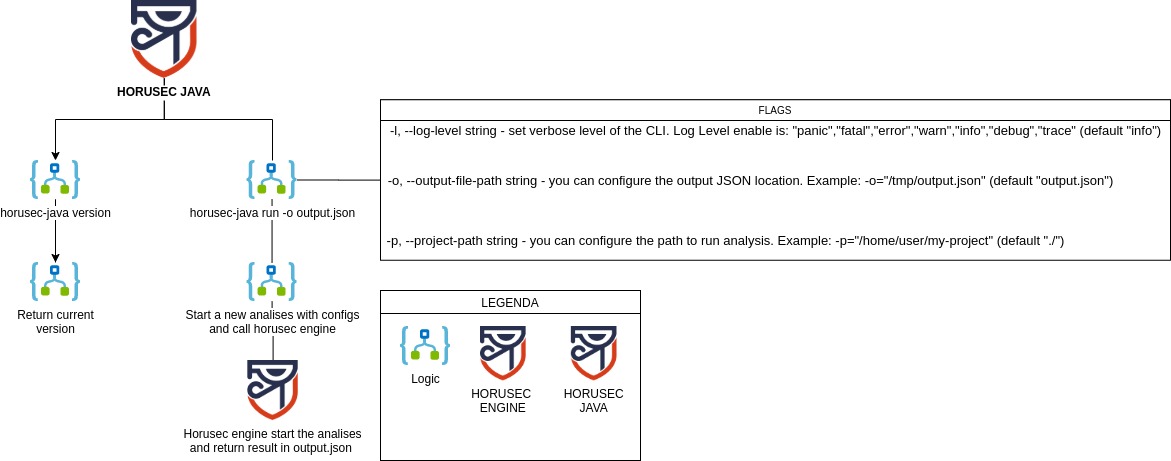 HORUSEC JAVA
horusec-java version
Return current
version
horusec-java run -o output.json
Start a new analises with configs
and call horusec engine
Horusec engine start the analises
and return result in output.json
FLAGS
-l, --log-level string - set verbose level of the CLI. Log Level enable is: "panic","fatal","error","warn","info","debug","trace" (default "info")
-o, --output-file-path string - you can configure the output JSON location. Example: -o="/tmp/output.json" (default "output.json")
-p, --project-path string - you can configure the path to run analysis. Example: -p="/home/user/my-project" (default "./")
LEGENDA
Logic
HORUSEC
ENGINE
HORUSEC
JAVA